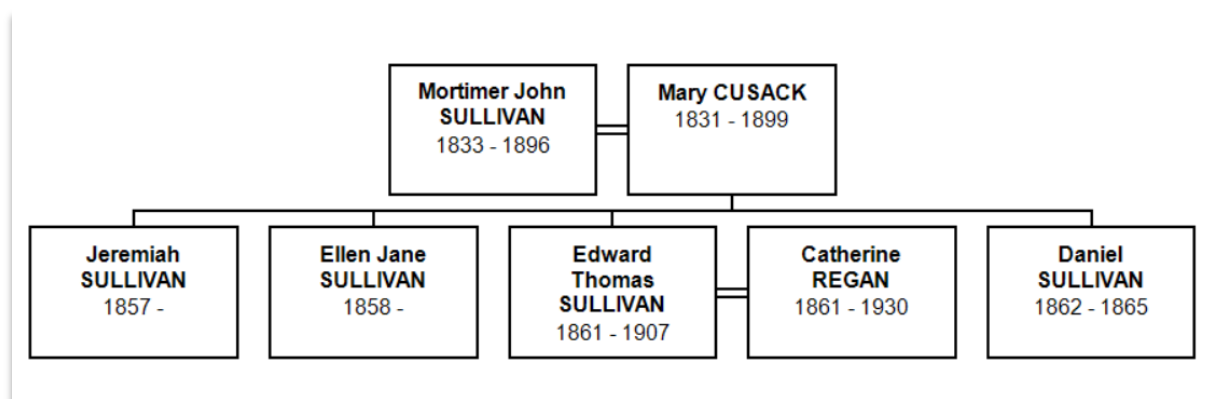 Mortimer John
SULLIVAN
1833 - 1896
Mary CUSACK
1831 - 1899
Jeremiah
SULLIVAN
1857 -
Ellen Jane
SULLIVAN
1858 -
Edward
Thomas
SULLIVAN
1861 - 1907
Catherine
REGAN
1861 - 1930
Daniel
SULLIVAN
1862 - 1865